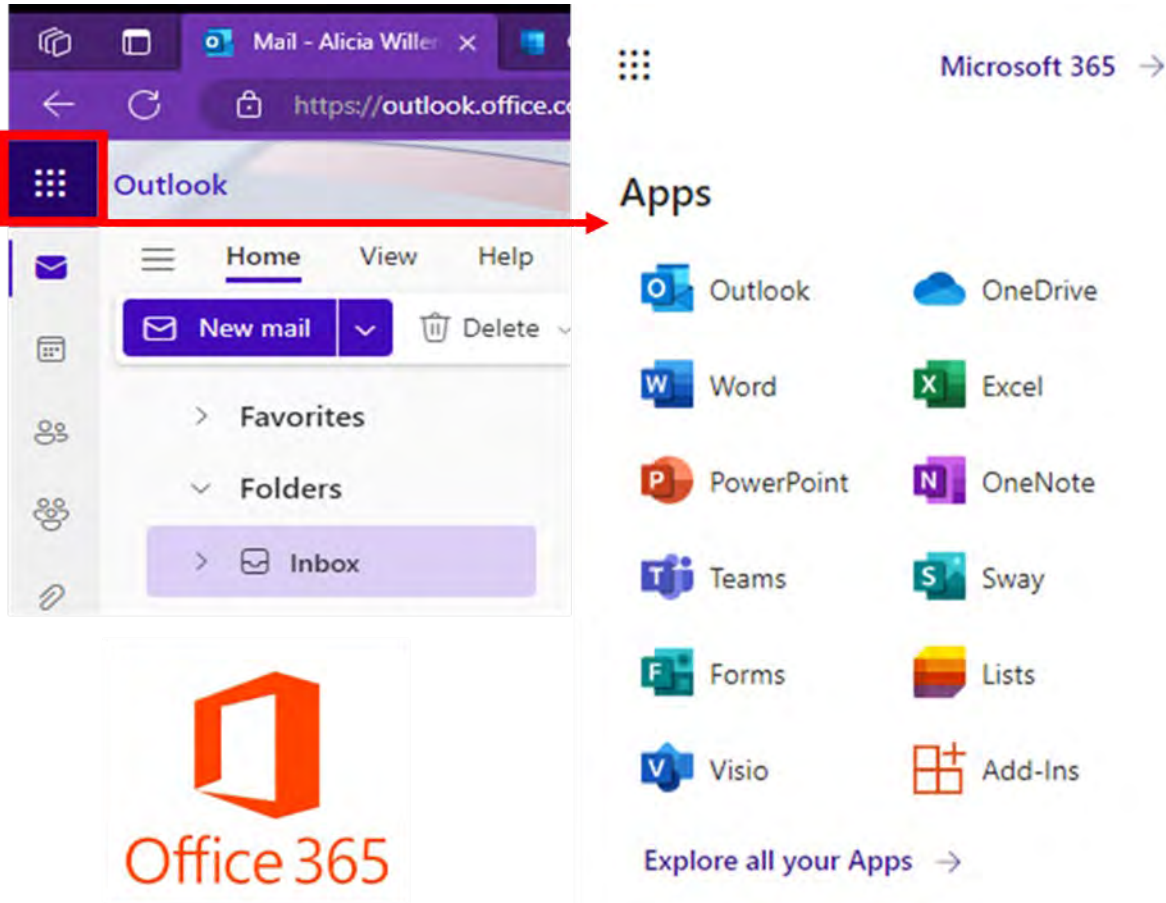 Mail - Alicia Willer
https://outlook.office.co
Outlook
Home View Help
New mail Delete
Favorites
Folders
Inbox
Office 365
Microsoft 365 →
Apps
Outlook OneDrive
Word Excel
PowerPoint OneNote
Teams Sway
Forms Lists
Visio Add-Ins
Explore all your Apps →